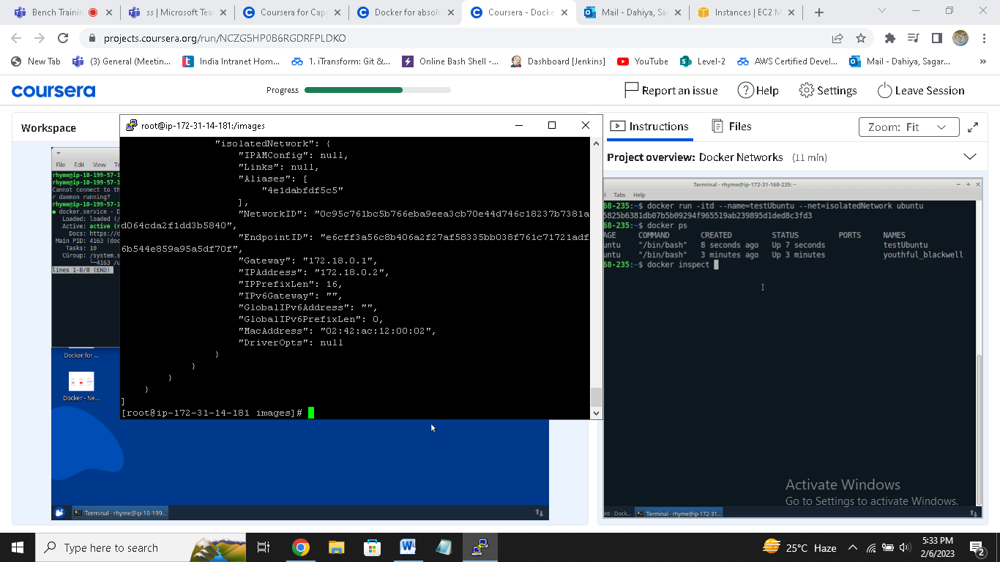 Bench Trainin
ss | Microsoft Tea
Coursera for Cap
Docker for absolu
Coursera - Docke
Mail - Dahiya, Sag
Instances | EC2 M
projects.coursera.org/run/NCZG5HP0B6RGDRFPLDKO
New Tab
(3) General (Meetin...
India Intranet Hom...
1. iTransform: Git &...
Online Bash Shell -...
Dashboard [Jenkins]
YouTube
Level-2
AWS Certified Devel...
Mail - Dahiya, Sagar...
»
coursera
Progress
Report an issue
Help
Settings
Leave Session
Workspace
File Edit View Te
rhyme@ip-10-199-57-1
rhyme@ip-10-199-57-1
Cannot connect to th
r daemon running?
rhyme@ip-10-199-57-1
● docker.service - D
Loaded: loaded (/
Active: active (r
Docs: https://d
Main PID: 4163 (doc
Tasks: 10
CGroup: /system.s
└─4163 /u
lines 1-8/8 (END)
Docker for ...
Docker - Ne...
Terminal - rhyme@ip-10-199...
root@ip-172-31-14-181:/images
"isolatedNetwork": {
"IPAMConfig": null,
"Links": null,
"Aliases": [
"4e1dabfdf5c5"
],
"NetworkID": "0c95c761bc5b766eba9eea3cb70e44d746c18237b7381a
d064cda2f1dd3b5840",
"EndpointID": "e6cff3a56c8b406a2f27af58335bb038f761c71721adf
6b544e859a95a5df70f",
"Gateway": "172.18.0.1",
"IPAddress": "172.18.0.2",
"IPPrefixLen": 16,
"IPv6Gateway": "",
"GlobalIPv6Address": "",
"GlobalIPv6PrefixLen": 0,
"MacAddress": "02:42:ac:12:00:02",
"DriverOpts": null
}
}
}
}
]
[root@ip-172-31-14-181 images]#
Instructions
Files
Zoom: Fit
Project overview: Docker Networks (11 min)
Terminal - rhyme@ip-172-31-168-235: ~
Tabs Help
68-235:~$ docker run -itd --name=testUbuntu --net=isolatedNetwork ubuntu
5825b6381db07b5b09294f965519ab239895d1ded8c3fd3
68-235:~$ docker ps
AGE COMMAND CREATED STATUS PORTS NAMES
untu "/bin/bash" 8 seconds ago Up 7 seconds testUbuntu
untu "/bin/bash" 3 minutes ago Up 3 minutes youthful_blackwell
68-235:~$ docker inspect
Activate Windows
Go to Settings to activate Windows.
Terminal - rhyme@ip-172-31...
Type here to search
25°C Haze
5:33 PM
2/6/2023
2